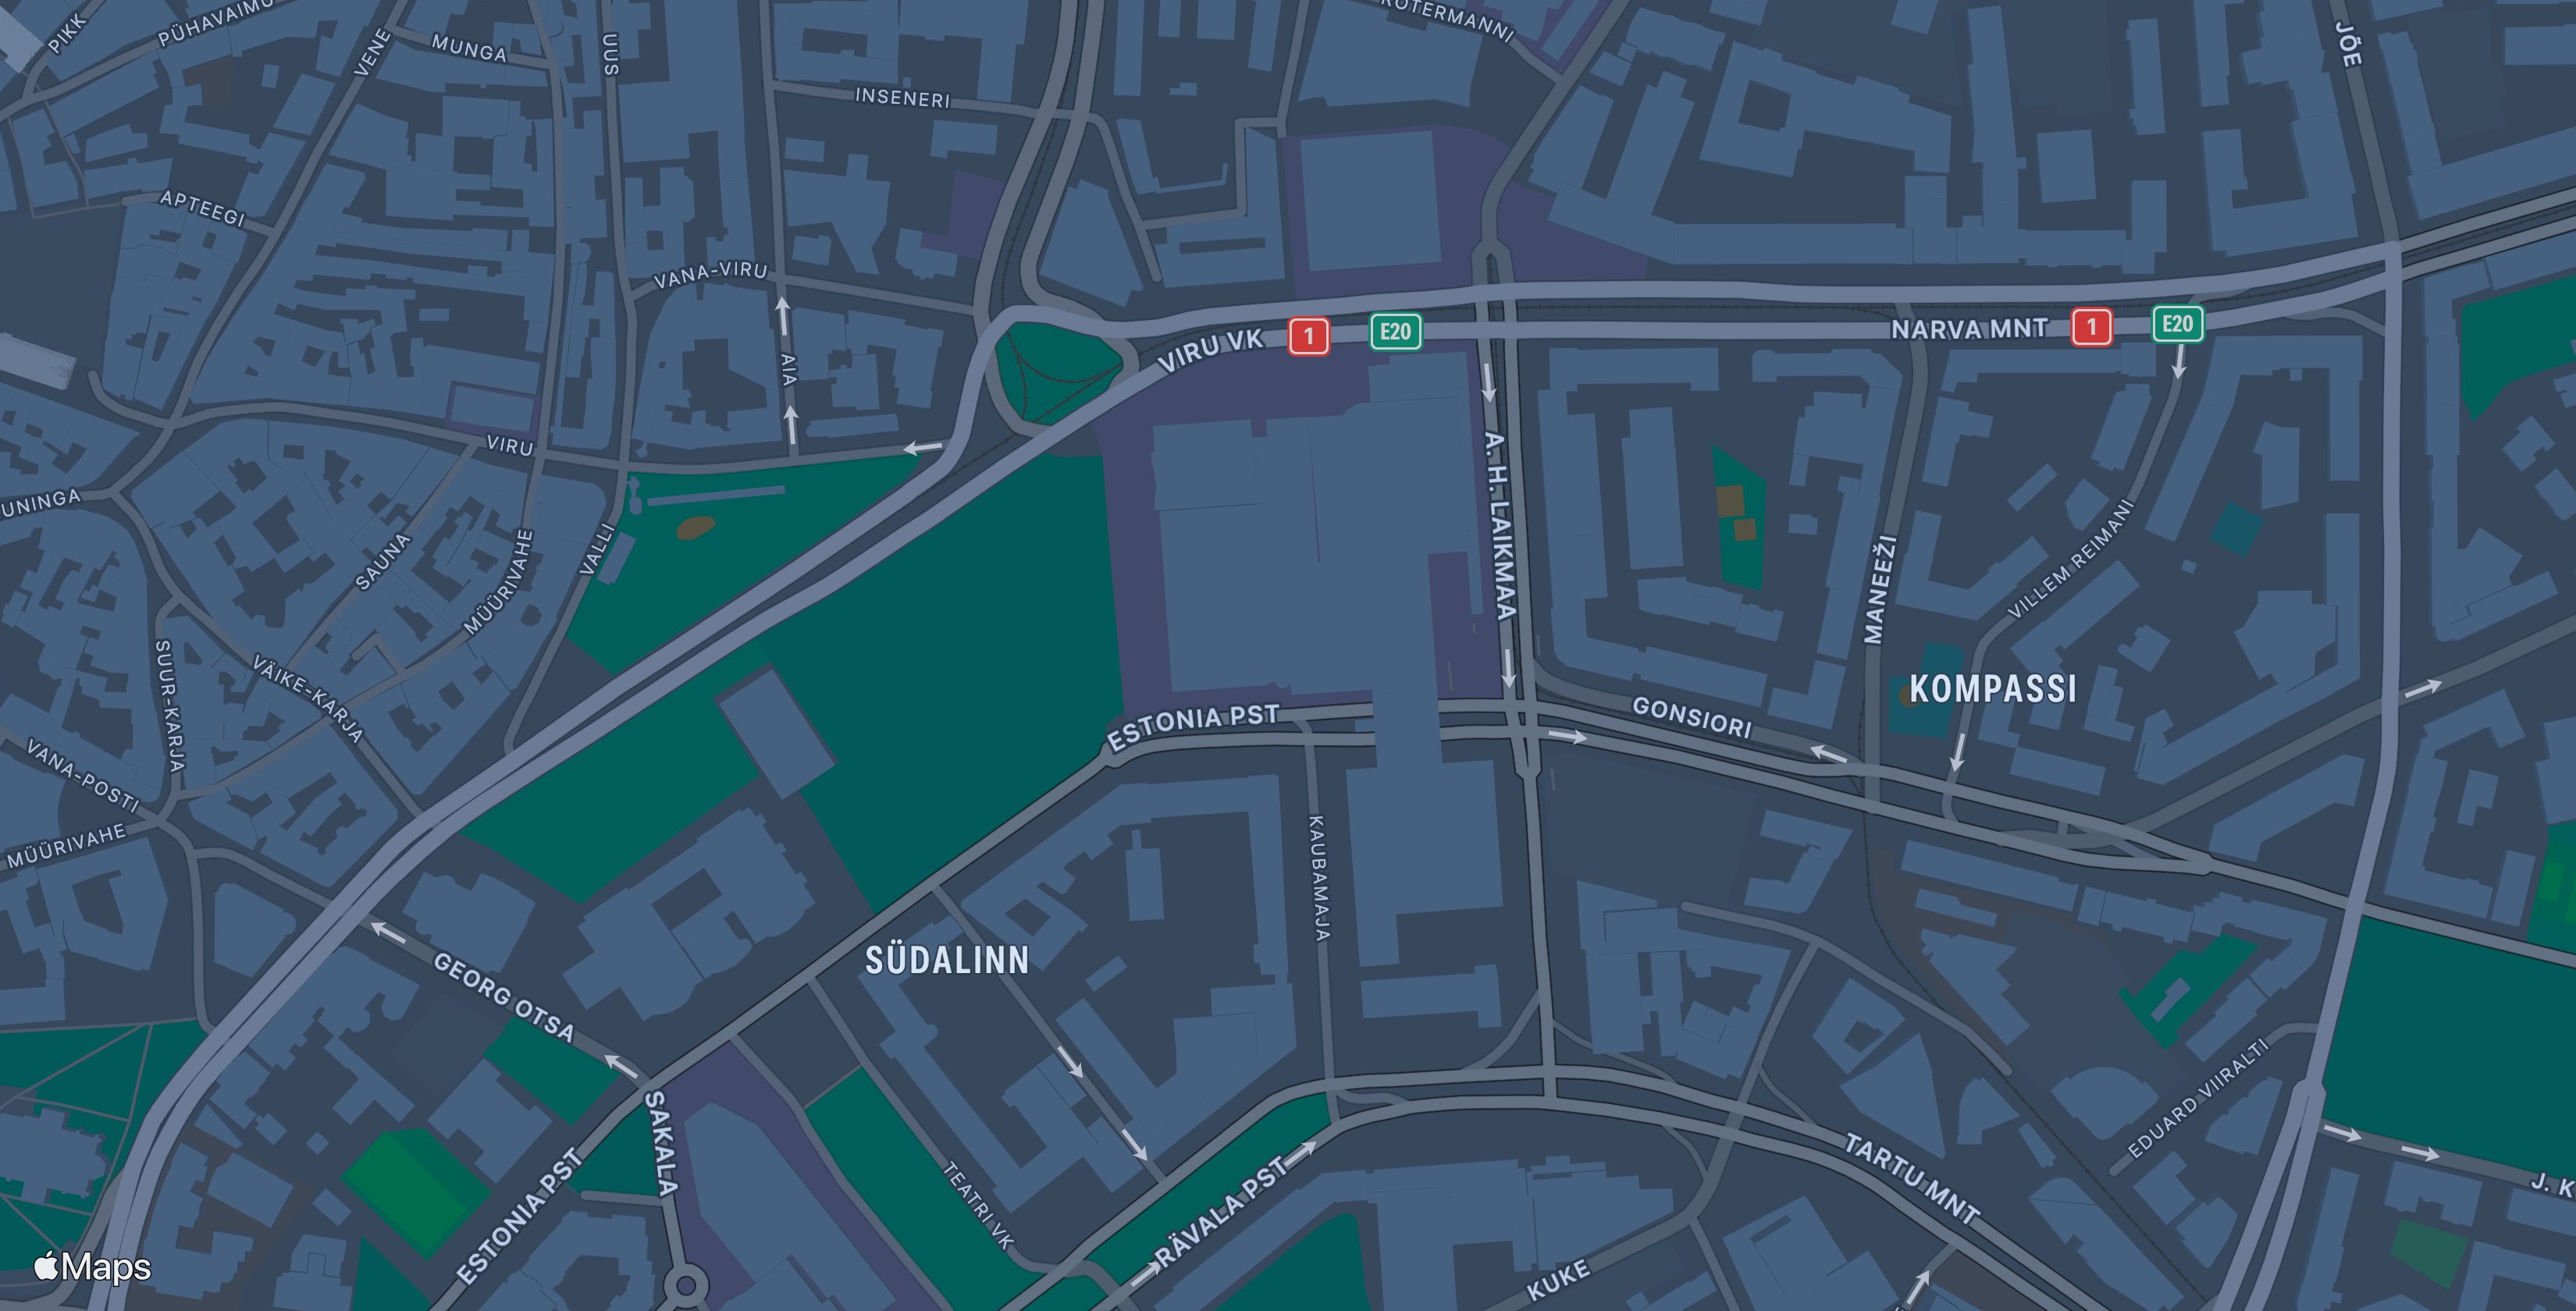 PIKK
PÜHAVAIMU
VENE
MUNGA
UUS
INSENERI
ROTERMANNI
JÕE
APTEEGI
VANA-VIRU
AIA
VIRU VK
1
E20
NARVA MNT
1
E20
VIRU
UNINGA
SAUNA
MÜÜRIVAHE
VALLI
A. H. LAIKMAA
MANEEŽI
VILLEM REIMANI
SUUR-KARJA
VÄIKE-KARJA
VANA-POSTI
MÜÜRIVAHE
ESTONIA PST
GONSIORI
KOMPASSI
KAUBAMAJA
SÜDALINN
GEORG OTSA
SAKALA
ESTONIA PST
TEATRI VK
RÄVALA PST
TARTU MNT
EDUARD VIIRALTI
KUKE
J. K
Maps